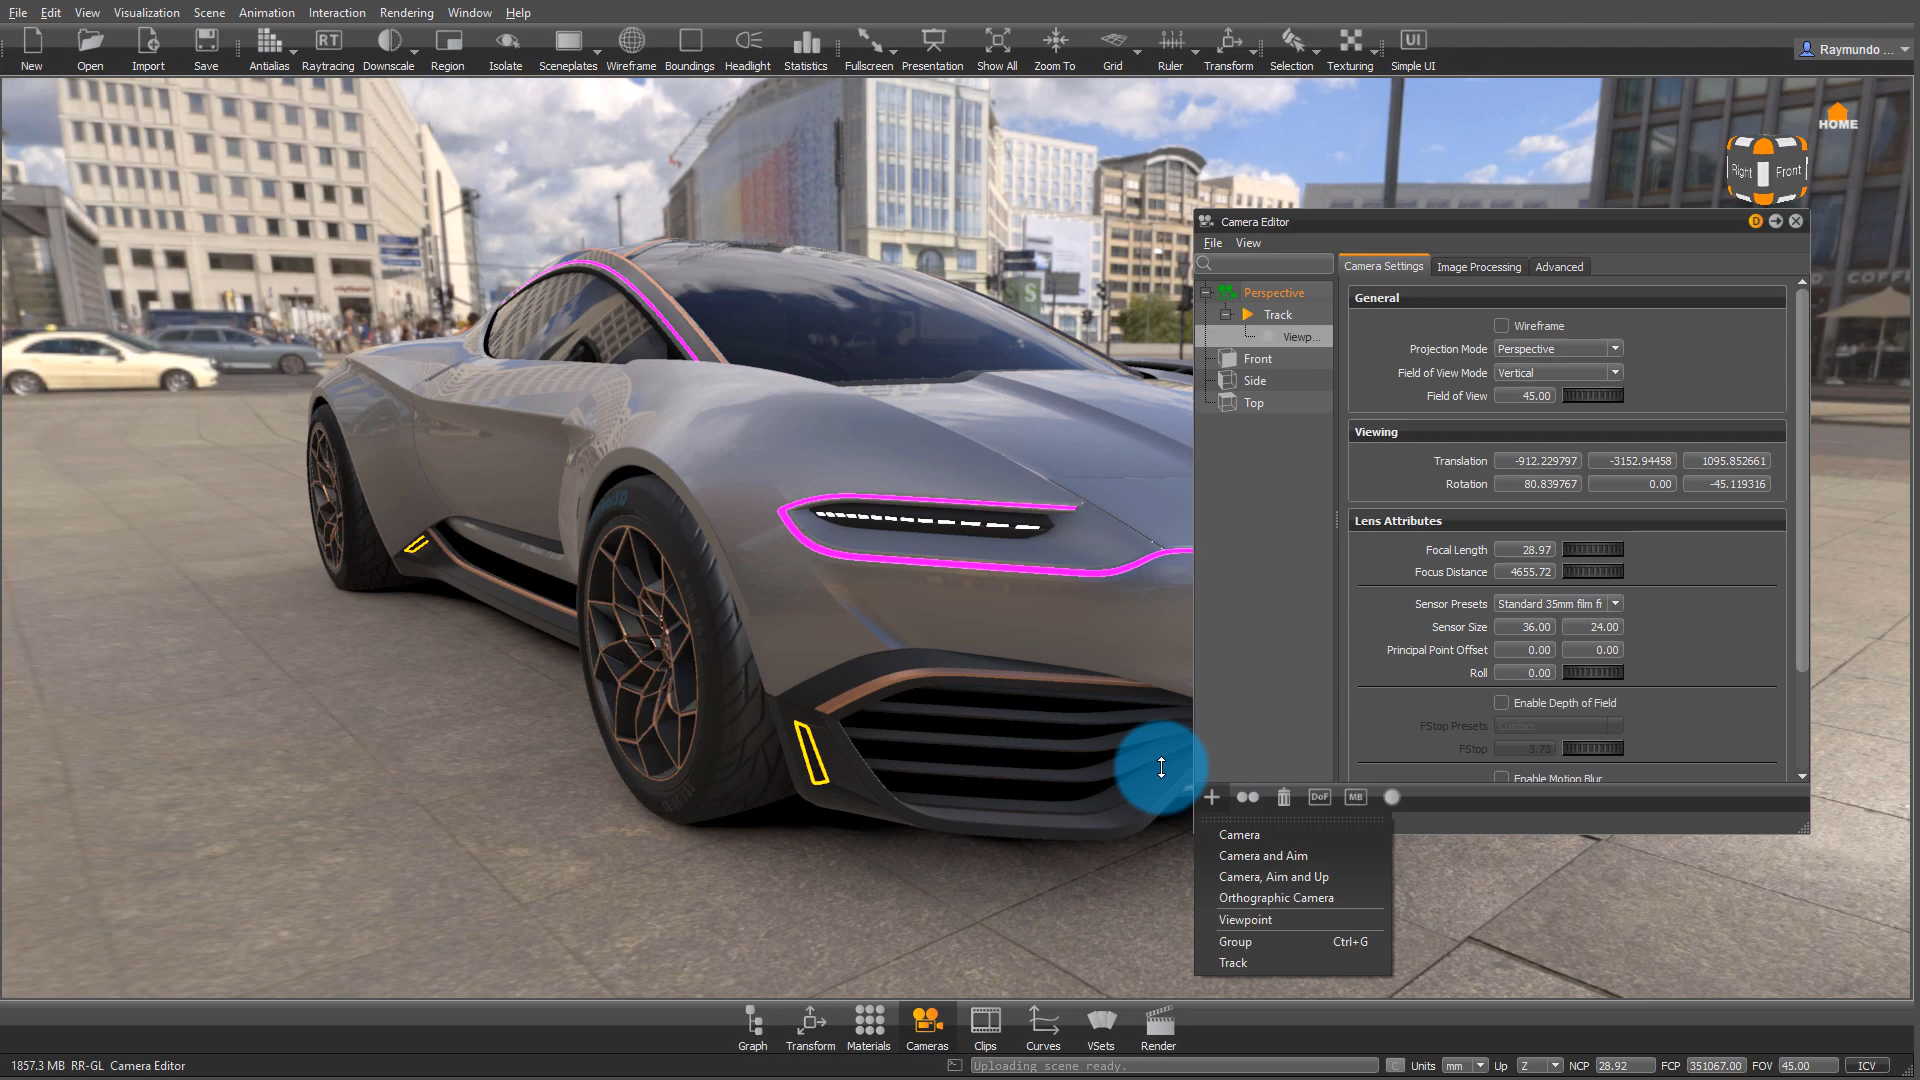 File Edit View Visualization Scene Animation Interaction Rendering Window Help
New Open Import Save Antialias Raytracing Downscale Region Isolate Sceneplates Wireframe Boundings Headlight Statistics Fullscreen Presentation Show All Zoom To Grid Ruler Transform Selection Texturing Simple UI
RT
UI
Raymundo ...
HOME
Right Front
Camera Editor
D
File View
Camera Settings Image Processing Advanced
Perspective
Track
Viewp...
Front
Side
Top
General
Wireframe
Projection Mode Perspective
Field of View Mode Vertical
Field of View 45.00
Viewing
Translation -912.229797 -3152.94458 1095.852661
Rotation 80.839767 0.00 -45.119316
Lens Attributes
Focal Length 28.97
Focus Distance 4655.72
Sensor Presets Standard 35mm film fr
Sensor Size 36.00 24.00
Principal Point Offset 0.00 0.00
Roll 0.00
Enable Depth of Field
FStop Presets Custom
FStop 3.73
Enable Motion Blur
DoF MB
Camera
Camera and Aim
Camera, Aim and Up
Orthographic Camera
Viewpoint
Group Ctrl+G
Track
Graph Transform Materials Cameras Clips Curves VSets Render
1857.3 MB RR-GL Camera Editor
Uploading scene ready.
C Units mm Up Z NCP 28.92 FCP 351067.00 FOV 45.00 ICV